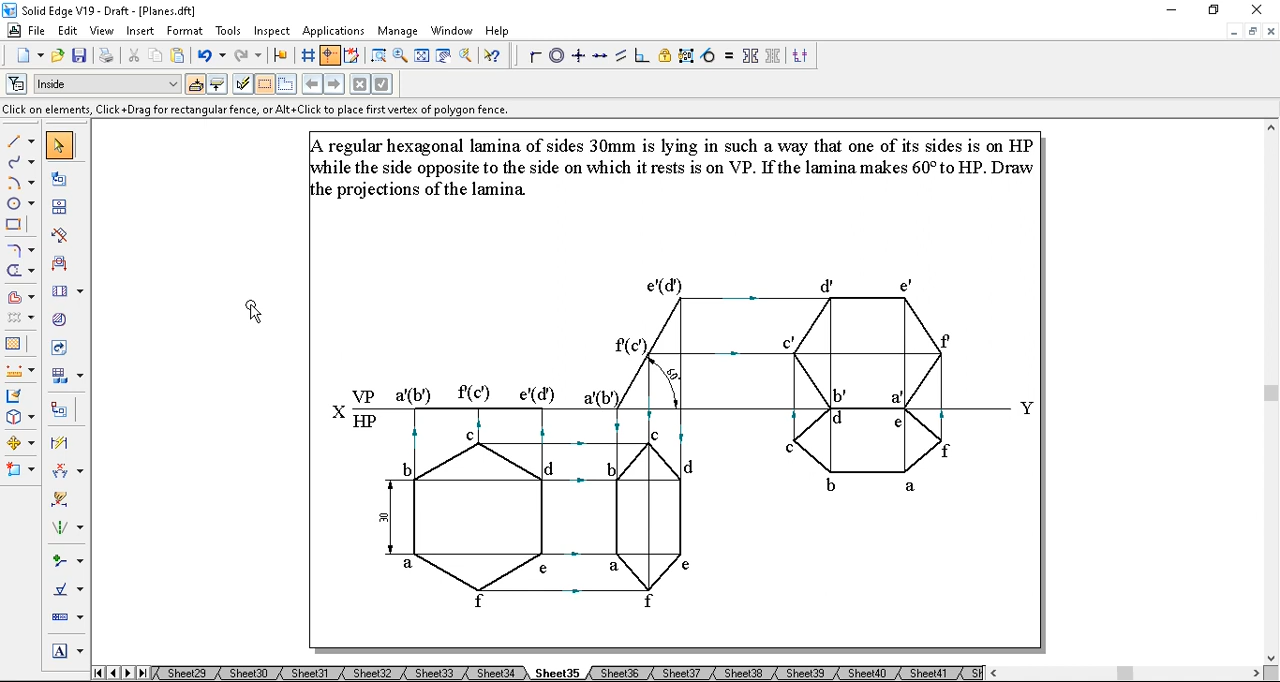 Solid Edge V19 - Draft - [Planes.dft]
File Edit View Insert Format Tools Inspect Applications Manage Window Help
Inside
Click on elements, Click+Drag for rectangular fence, or Alt+Click to place first vertex of polygon fence.
A regular hexagonal lamina of sides 30mm is lying in such a way that one of its sides is on HP
while the side opposite to the side on which it rests is on VP. If the lamina makes 60° to HP. Draw
the projections of the lamina.
e'(d') d' e'
f'(c') c' f'
60°
VP a'(b') f'(c') e'(d') a'(b') b' a'
X Y
HP d e
c c c f
b d b d
b a
30
a e a e
f f
A
Sheet29 Sheet30 Sheet31 Sheet32 Sheet33 Sheet34 Sheet35 Sheet36 Sheet37 Sheet38 Sheet39 Sheet40 Sheet41 Sh